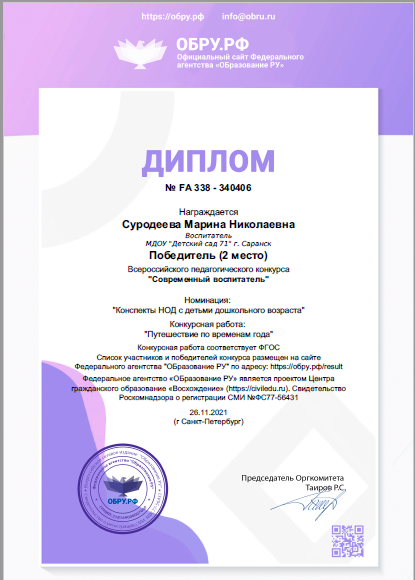 https://обру.рф info@obru.ru
ОБРУ.РФ
Официальный сайт Федерального
агентства «ОБразование РУ»
ДИПЛОМ
№ FA 338 - 340406
Награждается
Суродеева Марина Николаевна
Воспитатель
МДОУ "Детский сад 71" г. Саранск
Победитель (2 место)
Всероссийского педагогического конкурса
"Современный воспитатель"
Номинация:
"Конспекты НОД с детьми дошкольного возраста"
Конкурсная работа:
"Путешествие по временам года"
Конкурсная работа соответствует ФГОС
Список участников и победителей конкурса размещен на сайте
Федерального агентства "ОБразование РУ" по адресу: https://обру.рф/result
Федеральное агентство «ОБразование РУ» является проектом Центра
гражданского образования «Восхождение» (https://civiledu.ru). Свидетельство
Роскомнадзора о регистрации СМИ №ФС77-56431
26.11.2021
(г Санкт-Петербург)
Председатель Оргкомитета
Таиров Р.С.
ОБРУ.РФ